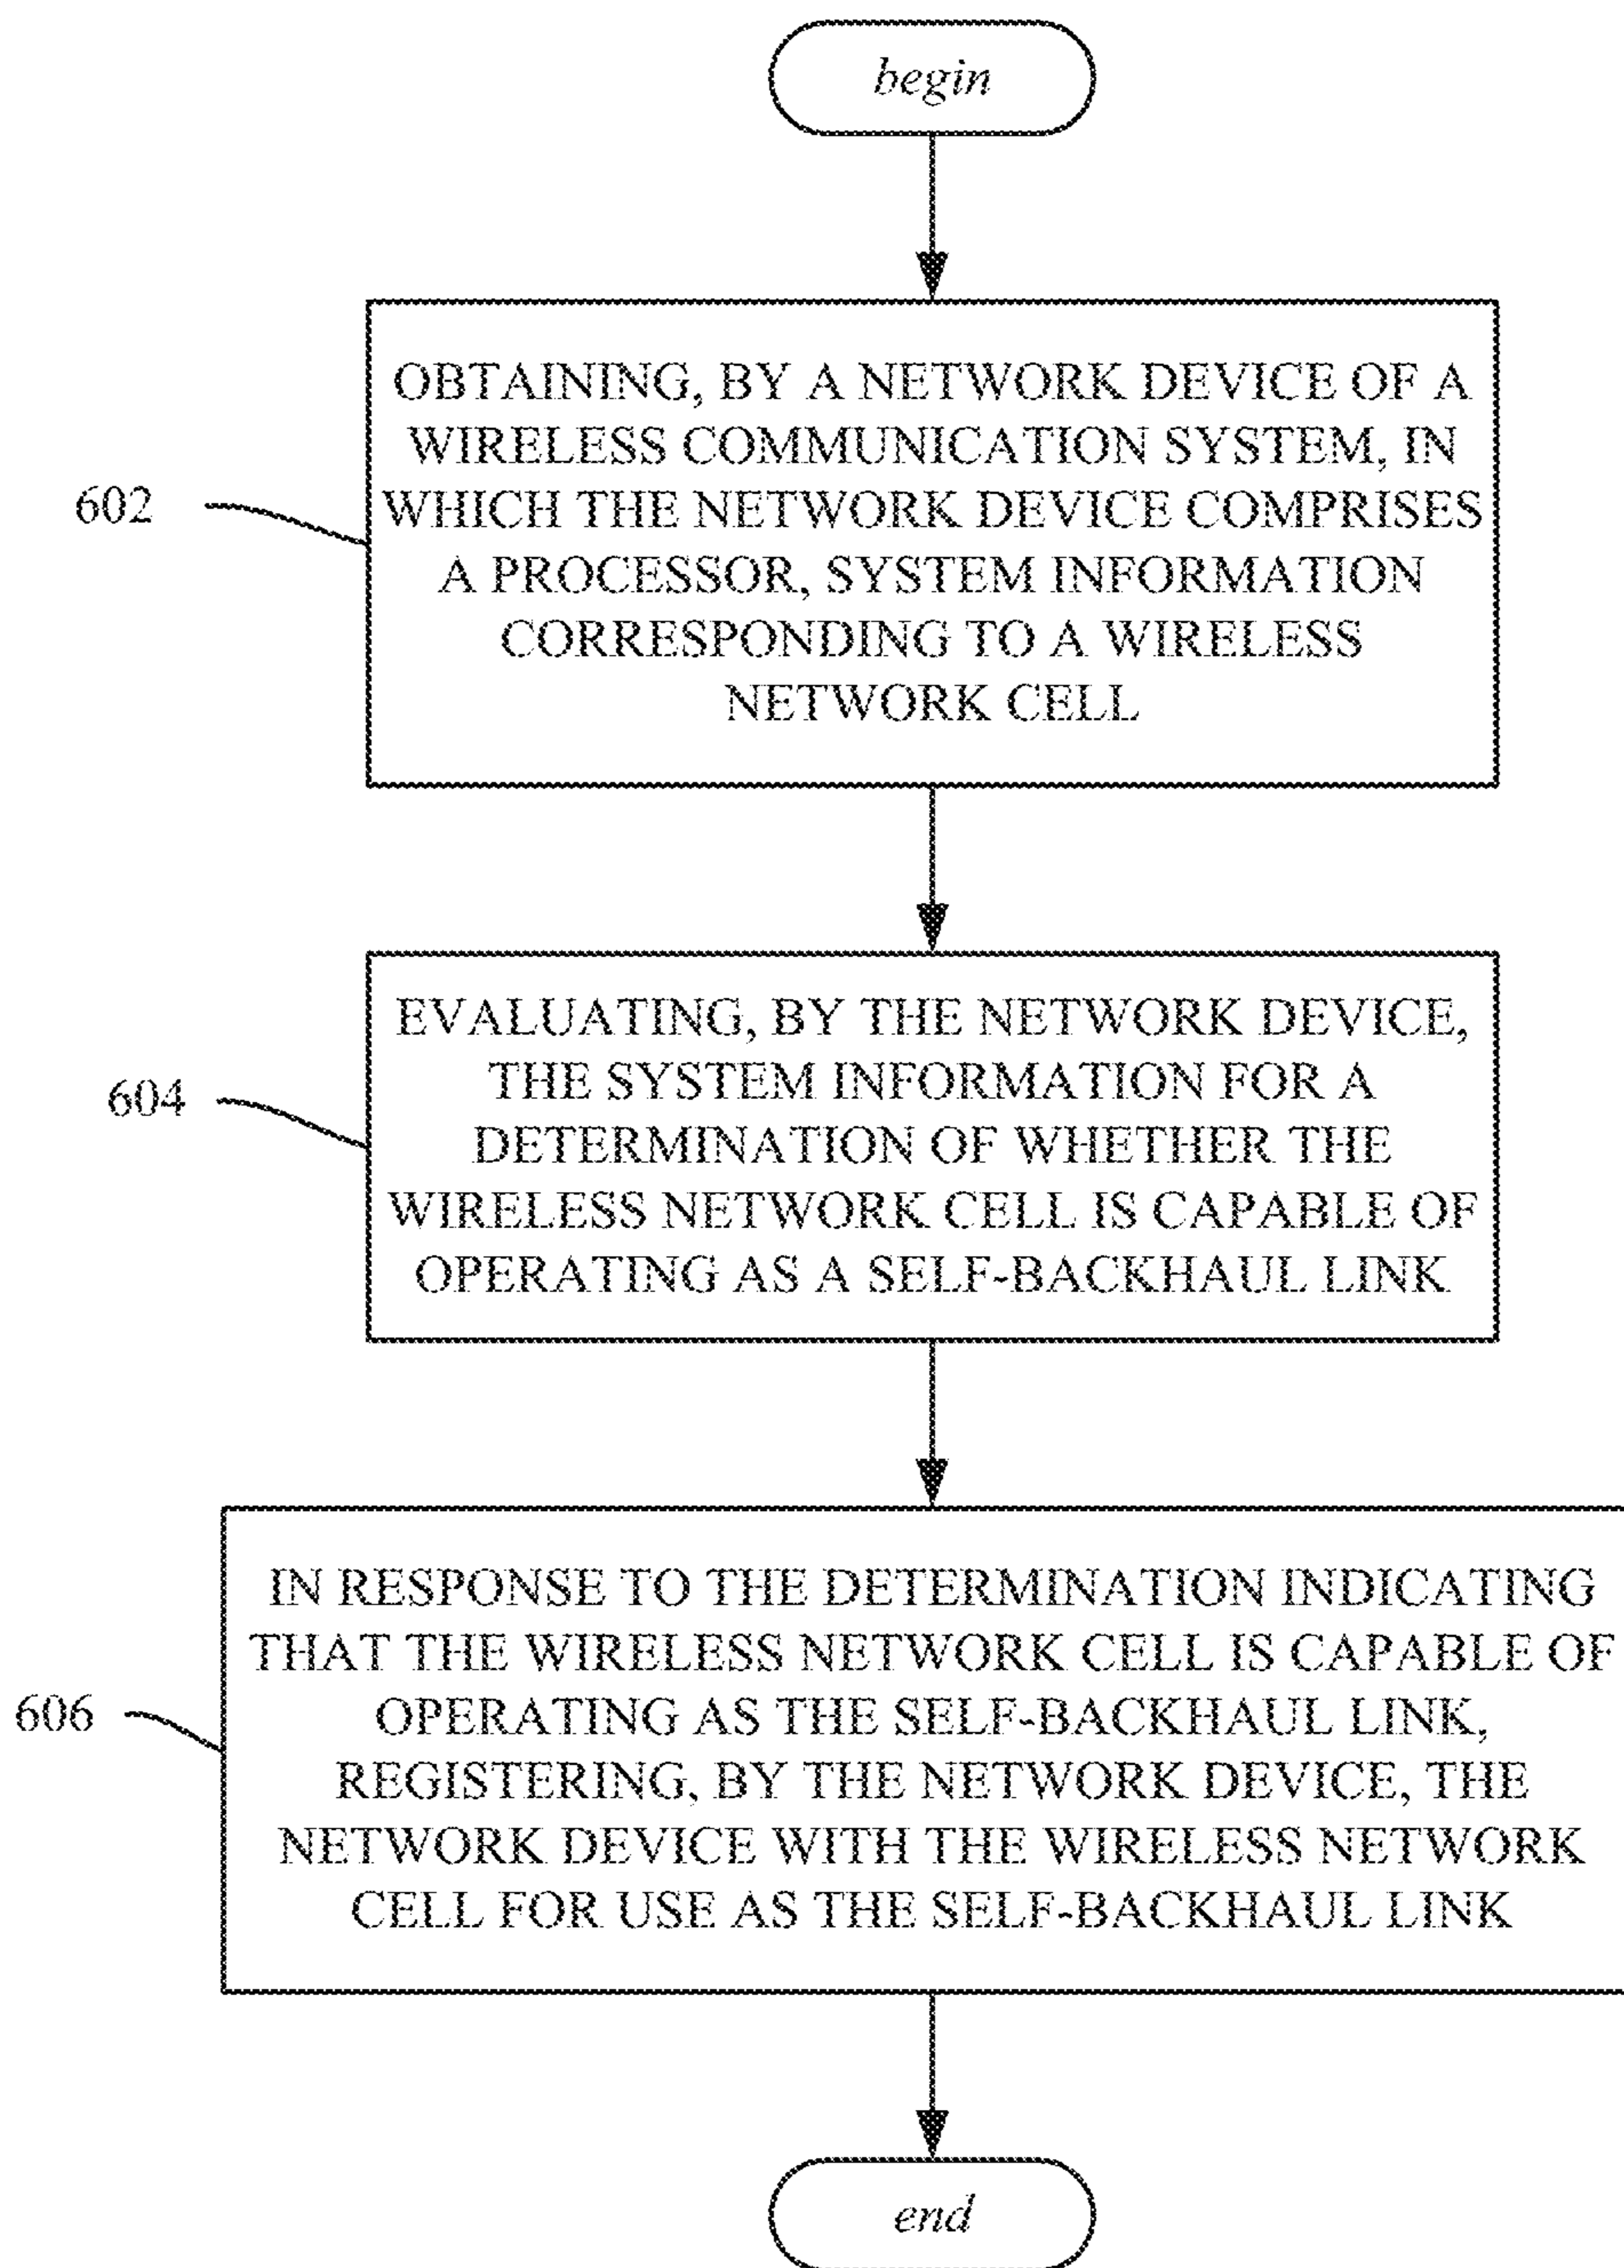 begin
OBTAINING, BY A NETWORK DEVICE OF A
WIRELESS COMMUNICATION SYSTEM, IN
WHICH THE NETWORK DEVICE COMPRISES
A PROCESSOR, SYSTEM INFORMATION
CORRESPONDING TO A WIRELESS
NETWORK CELL
602
EVALUATING, BY THE NETWORK DEVICE,
THE SYSTEM INFORMATION FOR A
DETERMINATION OF WHETHER THE
WIRELESS NETWORK CELL IS CAPABLE OF
OPERATING AS A SELF-BACKHAUL LINK
604
IN RESPONSE TO THE DETERMINATION INDICATING
THAT THE WIRELESS NETWORK CELL IS CAPABLE OF
OPERATING AS THE SELF-BACKHAUL LINK,
REGISTERING, BY THE NETWORK DEVICE, THE
NETWORK DEVICE WITH THE WIRELESS NETWORK
CELL FOR USE AS THE SELF-BACKHAUL LINK
606
end